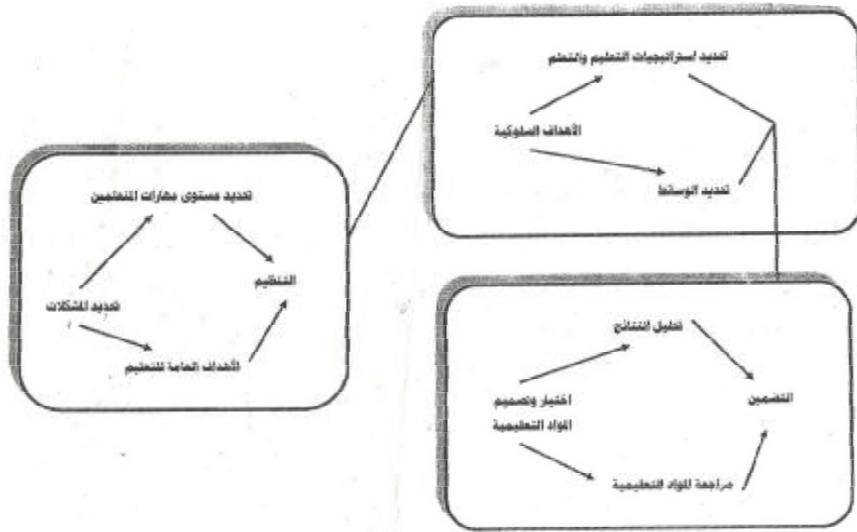 تحديد مستوى مهارات المتعلمين
التنظيم
تحديد المشكلات
الأهداف العامة للتعليم
تحديد استراتيجيات التعليم والتعلم
الأهداف السلوكية
تحديد الوسائط
تحليل النتائج
اختيار وتصميم
المواد التعليمية
التضمين
مراجعة المواد التعليمية